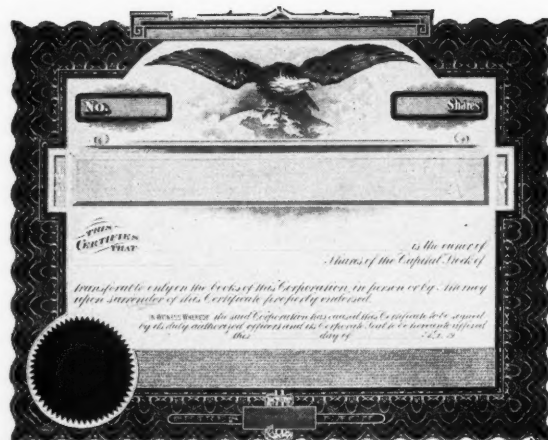 No.
Shares
THIS
CERTIFIES
THAT
is the owner of
Shares of the Capital Stock of
transferable only on the books of this Corporation, in person or by Attorney
upon surrender of this Certificate properly endorsed.
IN WITNESS WHEREOF, the said Corporation has caused this Certificate to be signed
by its duly authorized officers and its Corporate Seal to be hereunto affixed
this day of A.D. 19